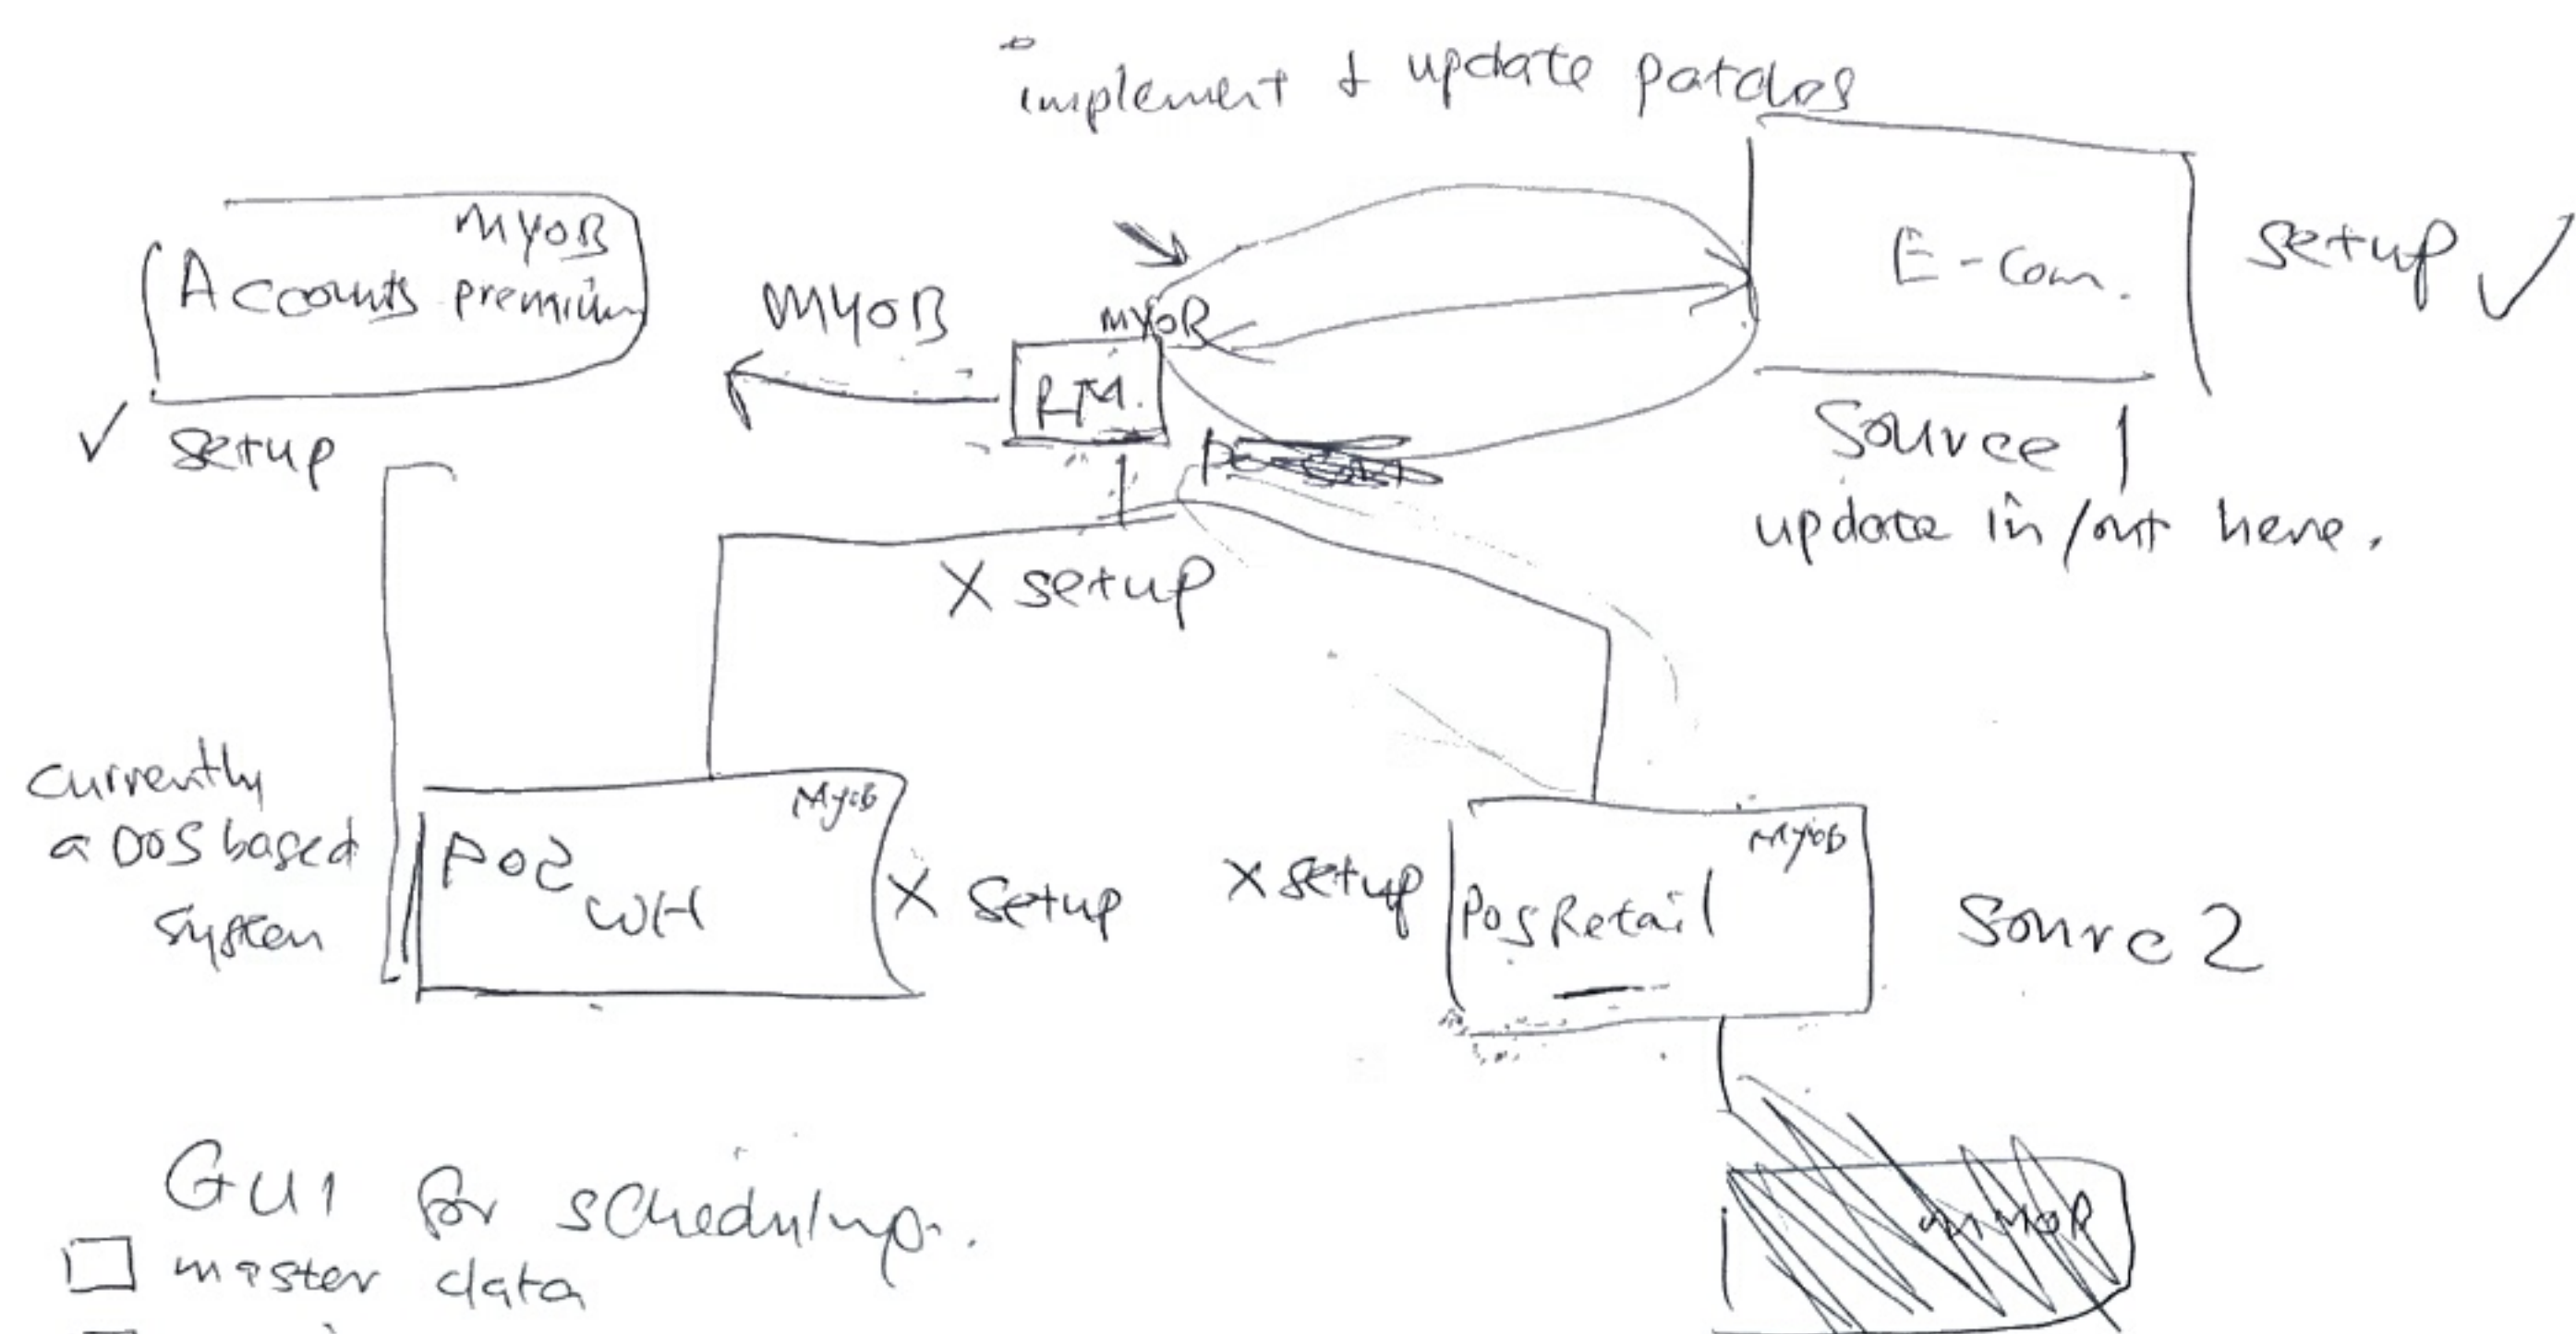 implement & update patches
MYOB
Accounts premium
✓ setup
MYOB
MYOB
RM.
E-Com.
setup ✓
Source 1
update in/out here.
X setup
currently
a DOS based
system
MYOB
POS
WH
X setup
X setup
MYOB
POS Retail
Source 2
MYOB
GUI for scheduling.
master data